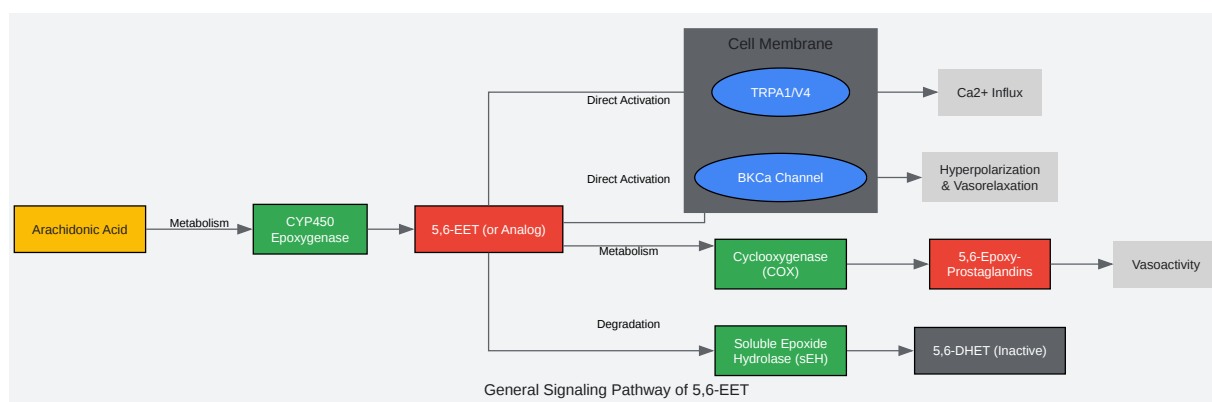 Cell Membrane
TRPA1/V4
Direct Activation
Ca2+ Influx
Direct Activation
BKCa Channel
Hyperpolarization
& Vasorelaxation
Arachidonic Acid
Metabolism
CYP450
Epoxygenase
5,6-EET (or Analog)
Metabolism
Cyclooxygenase
(COX)
5,6-Epoxy-
Prostaglandins
Vasoactivity
Degradation
Soluble Epoxide
Hydrolase (sEH)
5,6-DHET (Inactive)
General Signaling Pathway of 5,6-EET